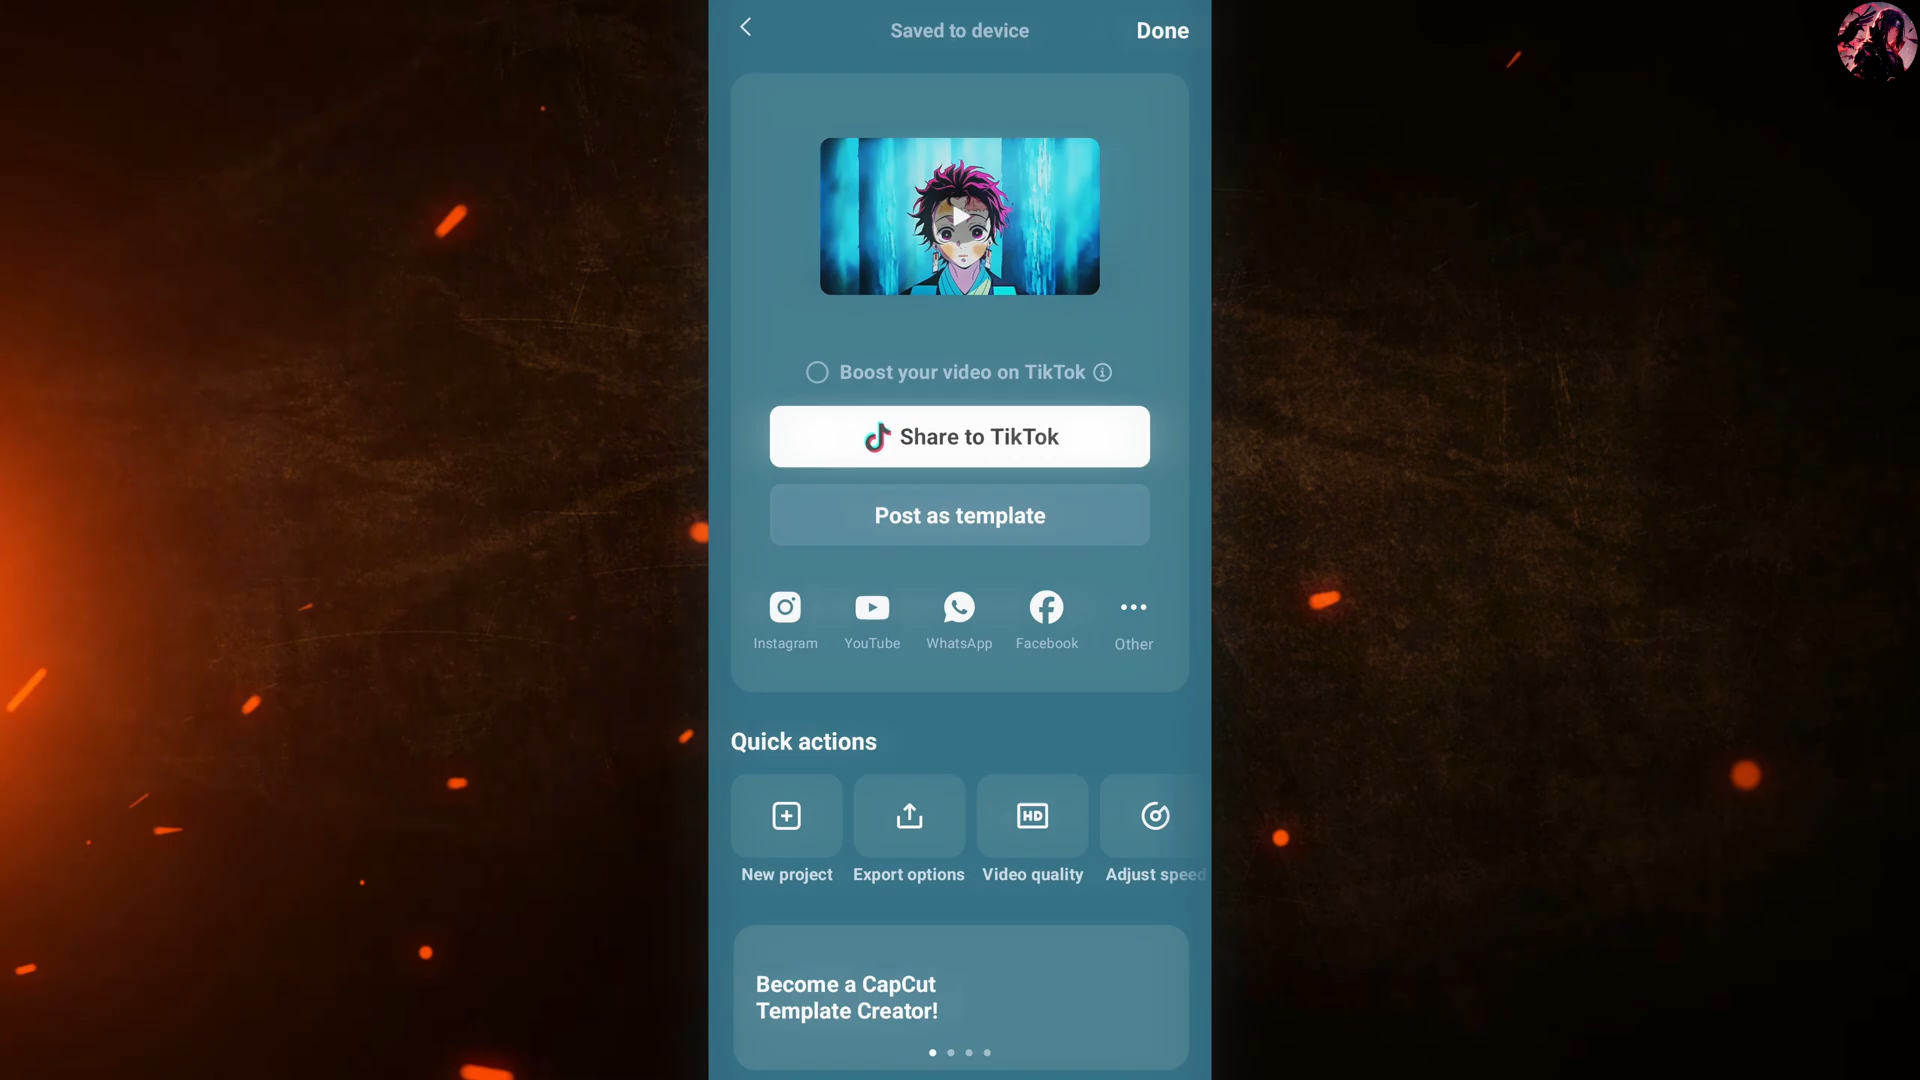 Saved to device
Done
Boost your video on TikTok
Share to TikTok
Post as template
Instagram
YouTube
WhatsApp
Facebook
Other
Quick actions
HD
New project
Export options
Video quality
Adjust speed
Become a CapCut
Template Creator!